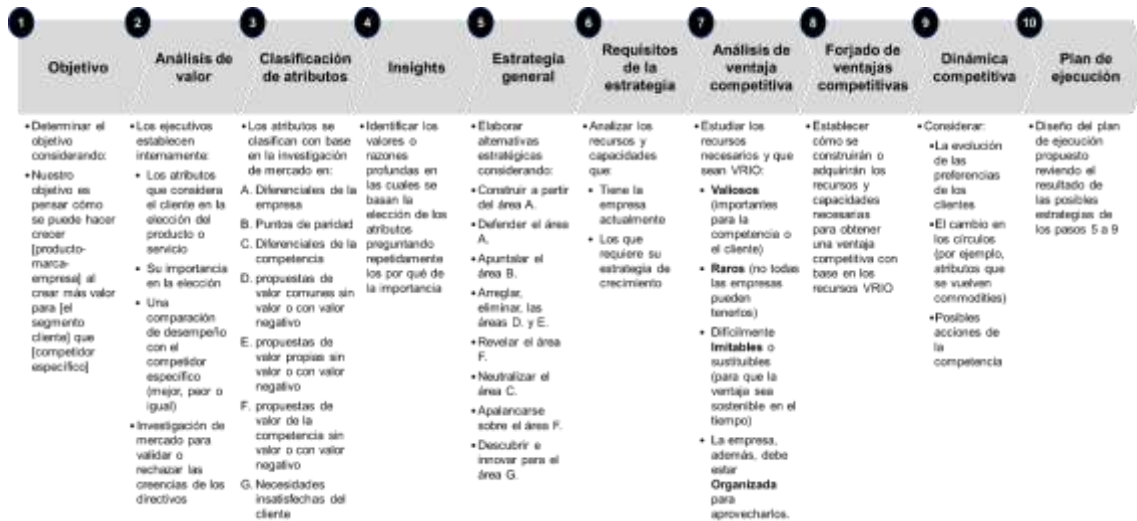 1
Objetivo
•Determinar el
objetivo
considerando:
•Nuestro
objetivo es
pensar cómo
se puede hacer
crecer
[producto-
marca-
empresa] al
crear más valor
para [el
segmento
cliente] que
[competidor
específico]
2
Análisis de
valor
•Los ejecutivos
establecen
internamente:
• Los atributos
que considera
el cliente en la
elección del
producto o
servicio
• Su importancia
en la elección
• Una
comparación
de desempeño
con el
competidor
específico
(mejor, peor o
igual)
•Investigación de
mercado para
validar o
rechazar las
creencias de los
directivos
3
Clasificación
de atributos
•Los atributos se
clasifican con base
en la investigación
de mercado en:
A. Diferenciales de la
empresa
B. Puntos de paridad
C. Diferenciales de la
competencia
D. propuestas de
valor comunes sin
valor o con valor
negativo
E. propuestas de
valor propias sin
valor o con valor
negativo
F. propuestas de
valor de la
competencia sin
valor o con valor
negativo
G. Necesidades
insatisfechas del
cliente
4
Insights
•Identificar los
valores o
razones
profundas en
las cuales se
basan la
elección de los
atributos
preguntando
repetidamente
los por qué de
la importancia
5
Estrategia
general
•Elaborar
alternativas
estratégicas
considerando:
•Construir a partir
del área A.
•Defender el área
A.
•Apuntalar el
área B.
•Arreglar,
eliminar, las
áreas D. y E.
•Revelar el área
F.
•Neutralizar el
área C.
•Apalancarse
sobre el área F.
•Descubrir e
innovar para el
área G.
6
Requisitos
de la
estrategia
•Analizar los
recursos y
capacidades
que:
• Tiene la
empresa
actualmente
• Los que
requiere su
estrategia de
crecimiento
7
Análisis de
ventaja
competitiva
•Estudiar los
recursos
necesarios y que
sean VRIO:
• Valiosos
(importantes
para la
competencia o
el cliente)
• Raros (no todas
las empresas
pueden
tenerlos)
• Difícilmente
Imitables o
sustituibles
(para que la
ventaja sea
sostenible en el
tiempo)
• La empresa,
además, debe
estar
Organizada
para
aprovecharlos.
8
Forjado de
ventajas
competitivas
•Establecer
cómo se
construirán o
adquirirán los
recursos y
capacidades
necesarias
para obtener
una ventaja
competitiva con
base en los
recursos VRIO
9
Dinámica
competitiva
•Considerar:
•La evolución
de las
preferencias
de los
clientes
•El cambio en
los círculos
(por ejemplo,
atributos que
se vuelven
commodities)
•Posibles
acciones de
la
competencia
10
Plan de
ejecución
•Diseño del plan
de ejecución
propuesto
reviendo el
resultado de
las posibles
estrategias de
los pasos 5 a 9